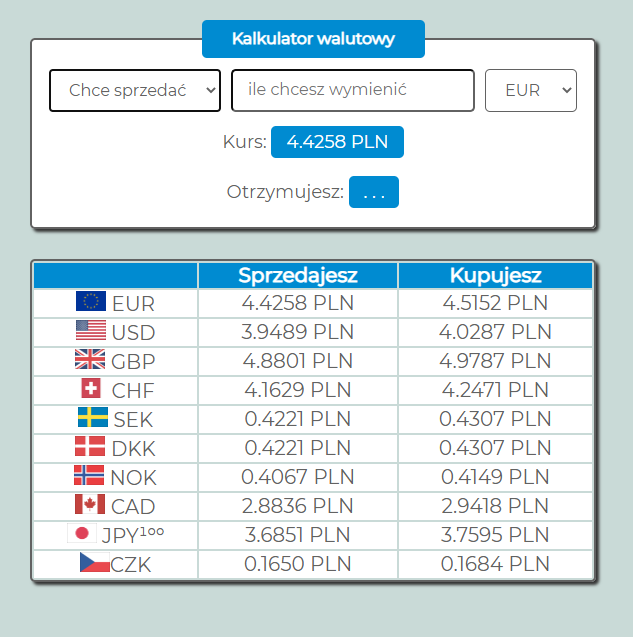 Kalkulator walutowy
Chce sprzedać ile chcesz wymienić EUR
Kurs: 4.4258 PLN
Otrzymujesz: . . .
Sprzedajesz Kupujesz
EUR 4.4258 PLN 4.5152 PLN
USD 3.9489 PLN 4.0287 PLN
GBP 4.8801 PLN 4.9787 PLN
CHF 4.1629 PLN 4.2471 PLN
SEK 0.4221 PLN 0.4307 PLN
DKK 0.4221 PLN 0.4307 PLN
NOK 0.4067 PLN 0.4149 PLN
CAD 2.8836 PLN 2.9418 PLN
JPY¹⁰⁰ 3.6851 PLN 3.7595 PLN
CZK 0.1650 PLN 0.1684 PLN